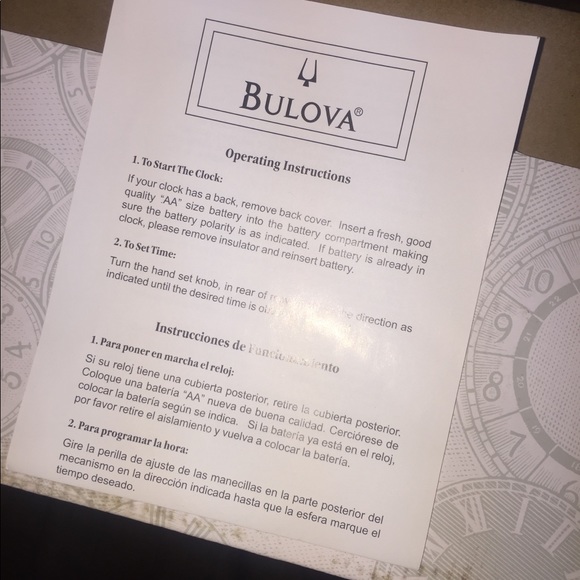 BULOVA®
Operating Instructions
1. To Start The Clock:
If your clock has a back, remove back cover. Insert a fresh, good
quality "AA" size battery into the battery compartment making
sure the battery polarity is as indicated. If battery is already in
clock, please remove insulator and reinsert battery.
2. To Set Time:
Turn the hand set knob, in rear of direction as
indicated until the desired time is
Instrucciones de Funcionamiento
1. Para poner en marcha el reloj:
Si su reloj tiene una cubierta posterior, retire la cubierta posterior.
Coloque una batería "AA" nueva de buena calidad. Cerciórese de
colocar la batería según se indica. Si la batería ya está en el reloj,
por favor retire el aislamiento y vuelva a colocar la batería.
2. Para programar la hora:
Gire la perilla de ajuste de las manecillas en la parte posterior del
mecanismo en la dirección indicada hasta que la esfera marque el
tiempo deseado.
10
9
8
7
22